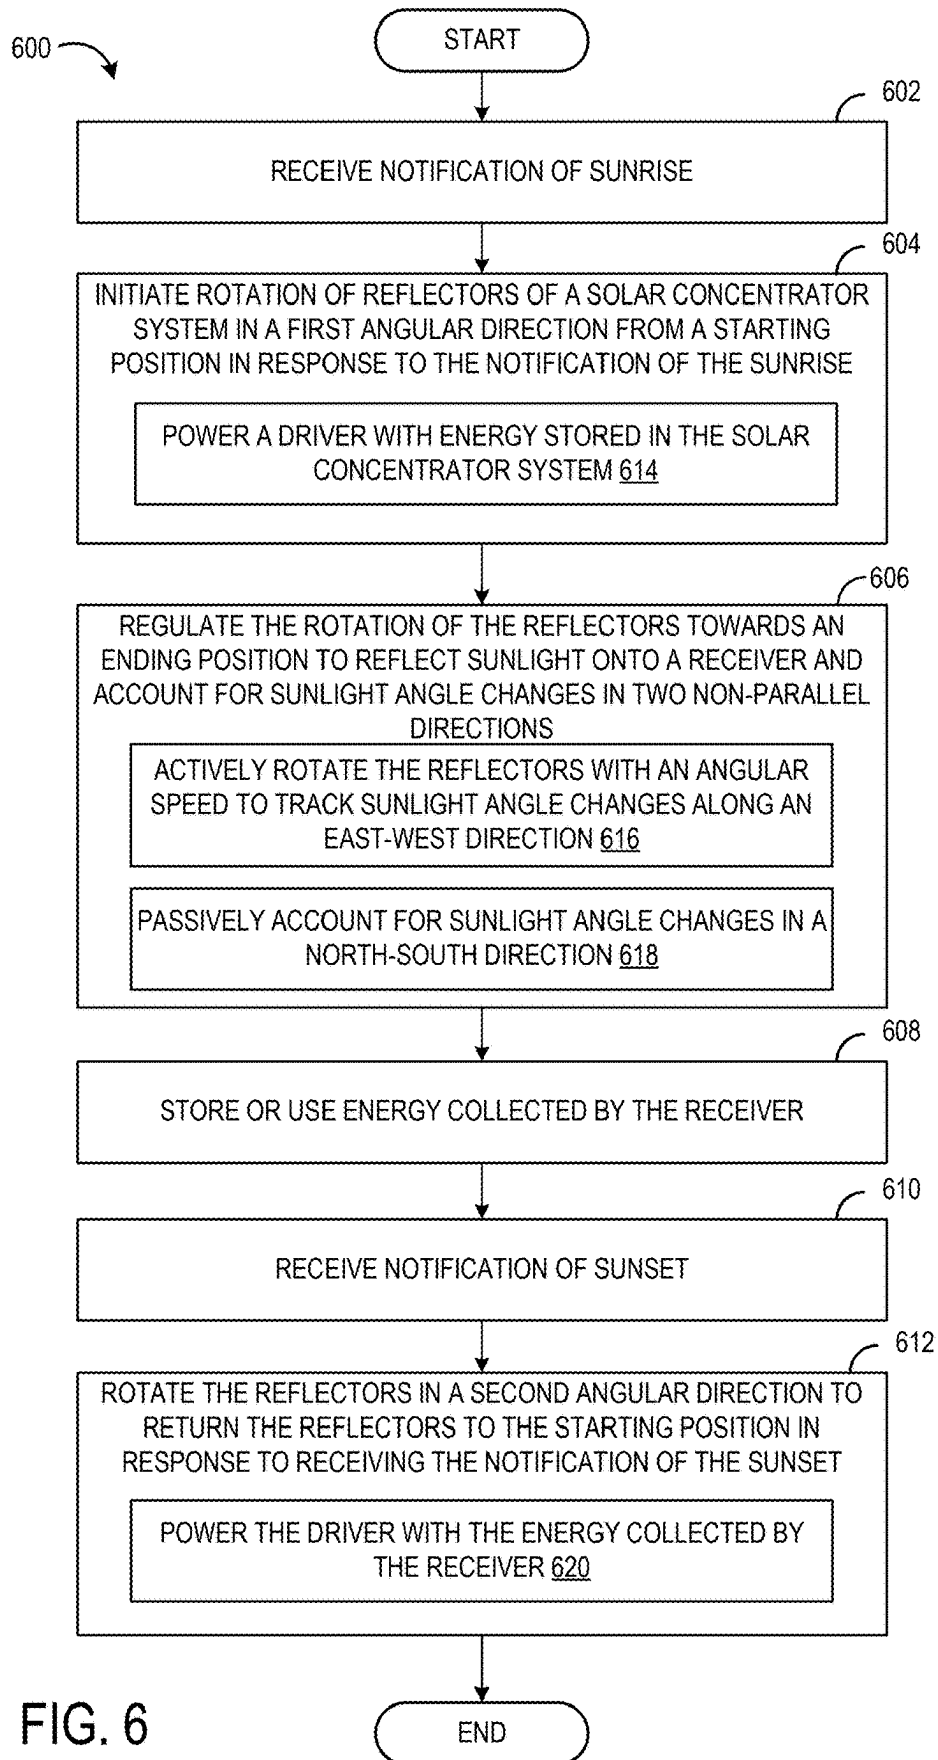 START
600
602
RECEIVE NOTIFICATION OF SUNRISE
604
INITIATE ROTATION OF REFLECTORS OF A SOLAR CONCENTRATOR
SYSTEM IN A FIRST ANGULAR DIRECTION FROM A STARTING
POSITION IN RESPONSE TO THE NOTIFICATION OF THE SUNRISE
POWER A DRIVER WITH ENERGY STORED IN THE SOLAR
CONCENTRATOR SYSTEM 614
606
REGULATE THE ROTATION OF THE REFLECTORS TOWARDS AN
ENDING POSITION TO REFLECT SUNLIGHT ONTO A RECEIVER AND
ACCOUNT FOR SUNLIGHT ANGLE CHANGES IN TWO NON-PARALLEL
DIRECTIONS
ACTIVELY ROTATE THE REFLECTORS WITH AN ANGULAR
SPEED TO TRACK SUNLIGHT ANGLE CHANGES ALONG AN
EAST-WEST DIRECTION 616
PASSIVELY ACCOUNT FOR SUNLIGHT ANGLE CHANGES IN A
NORTH-SOUTH DIRECTION 618
608
STORE OR USE ENERGY COLLECTED BY THE RECEIVER
610
RECEIVE NOTIFICATION OF SUNSET
612
ROTATE THE REFLECTORS IN A SECOND ANGULAR DIRECTION TO
RETURN THE REFLECTORS TO THE STARTING POSITION IN
RESPONSE TO RECEIVING THE NOTIFICATION OF THE SUNSET
POWER THE DRIVER WITH THE ENERGY COLLECTED BY
THE RECEIVER 620
FIG. 6
END